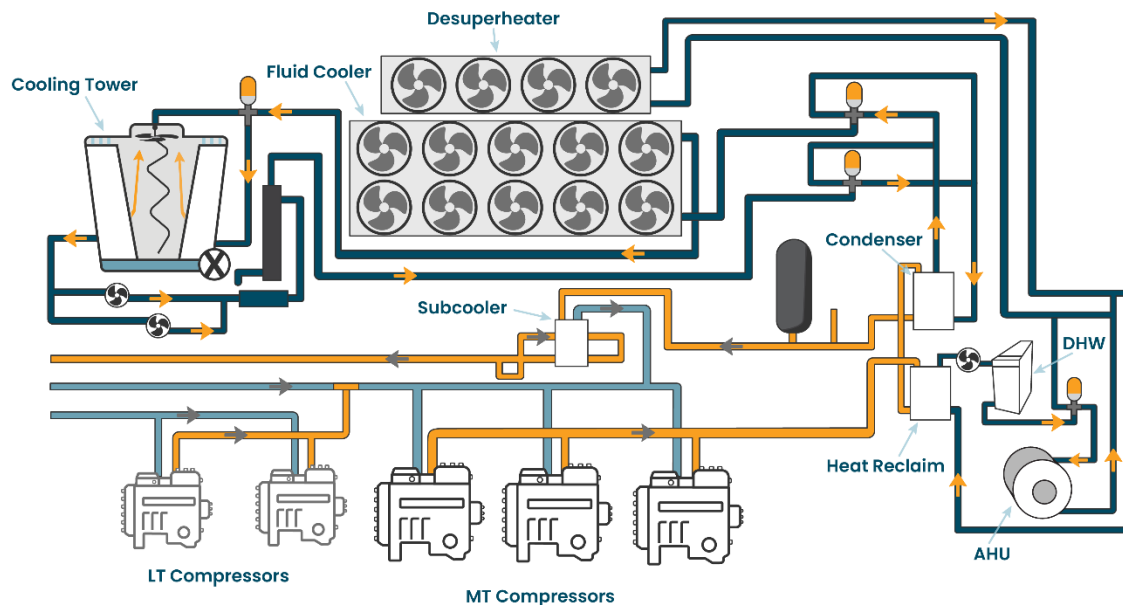 Desuperheater
Fluid Cooler
Cooling Tower
Condenser
Subcooler
DHW
Heat Reclaim
AHU
LT Compressors
MT Compressors